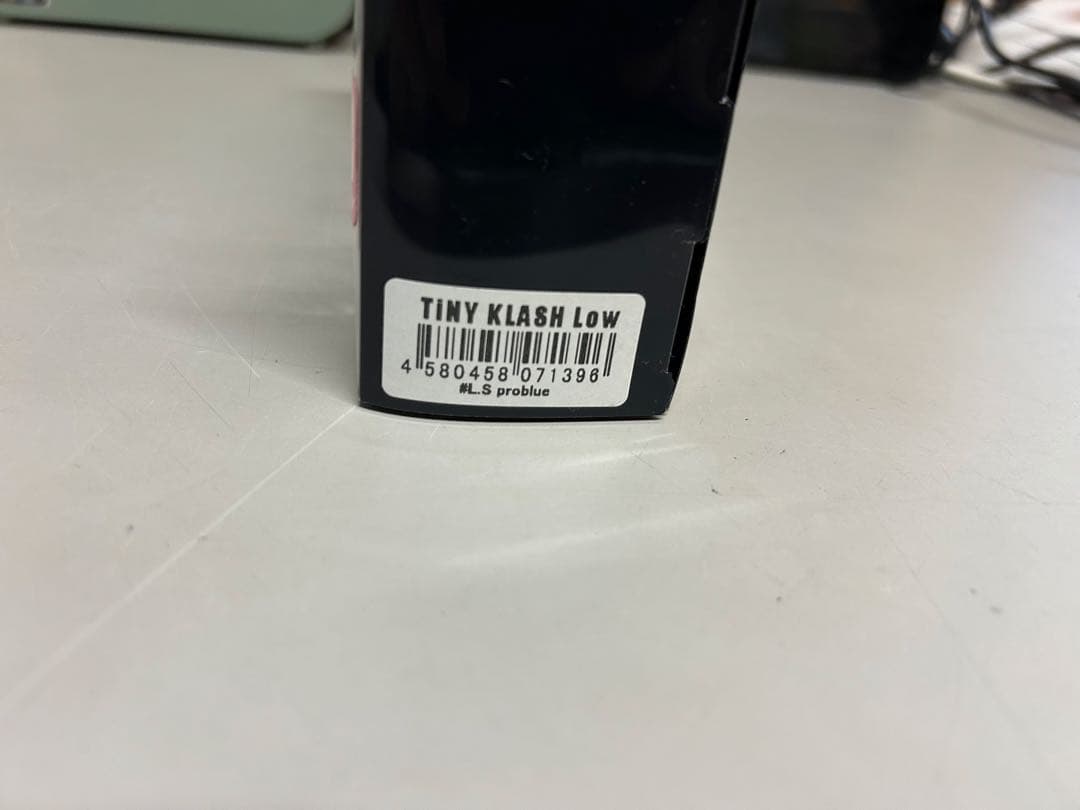 TiNY KLASH Low
4 580458 071396
#L.S problue